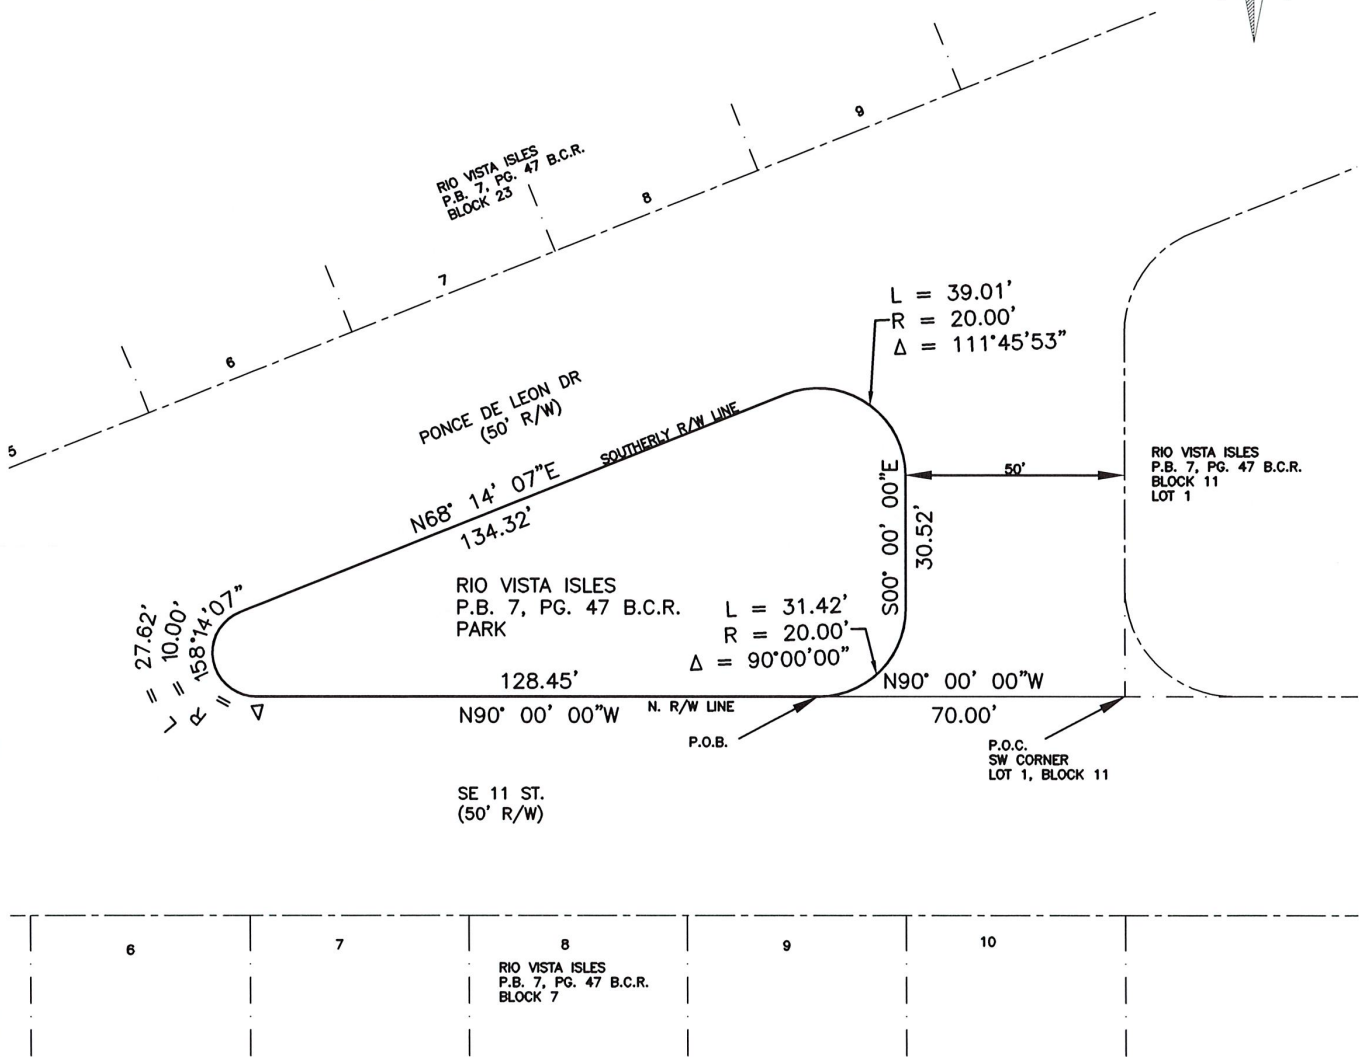 9
RIO VISTA ISLES
P.B. 7, PG. 47 B.C.R.
BLOCK 23
8
7
6
5
L = 39.01'
R = 20.00'
Δ = 111°45'53"
PONCE DE LEON DR
(50' R/W)
SOUTHERLY R/W LINE
N68° 14' 07"E
134.32'
50'
RIO VISTA ISLES
P.B. 7, PG. 47 B.C.R.
BLOCK 11
LOT 1
S00° 00' 00"E
30.52'
RIO VISTA ISLES
P.B. 7, PG. 47 B.C.R.
PARK
L = 31.42'
R = 20.00'
Δ = 90°00'00"
L = 27.62'
R = 10.00'
Δ = 158°14'07"
128.45'
N90° 00' 00"W
N. R/W LINE
N90° 00' 00"W
70.00'
P.O.B.
P.O.C.
SW CORNER
LOT 1, BLOCK 11
SE 11 ST.
(50' R/W)
6
7
8
9
10
RIO VISTA ISLES
P.B. 7, PG. 47 B.C.R.
BLOCK 7